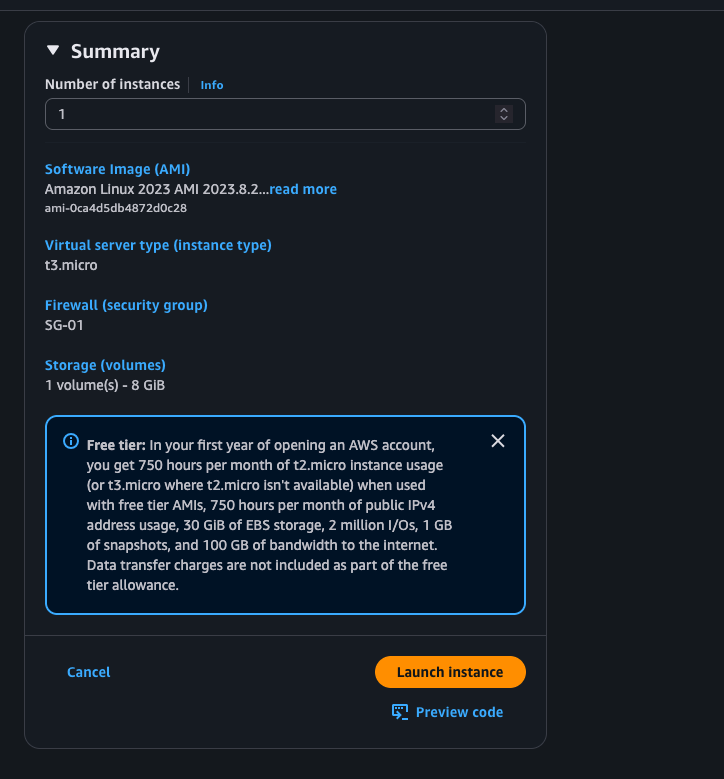 Summary
Number of instances Info
1
Software Image (AMI)
Amazon Linux 2023 AMI 2023.8.2...read more
ami-0ca4d5db4872d0c28
Virtual server type (instance type)
t3.micro
Firewall (security group)
SG-01
Storage (volumes)
1 volume(s) - 8 GiB
Free tier: In your first year of opening an AWS account,
you get 750 hours per month of t2.micro instance usage
(or t3.micro where t2.micro isn't available) when used
with free tier AMIs, 750 hours per month of public IPv4
address usage, 30 GiB of EBS storage, 2 million I/Os, 1 GB
of snapshots, and 100 GB of bandwidth to the internet.
Data transfer charges are not included as part of the free
tier allowance.
Cancel
Launch instance
Preview code